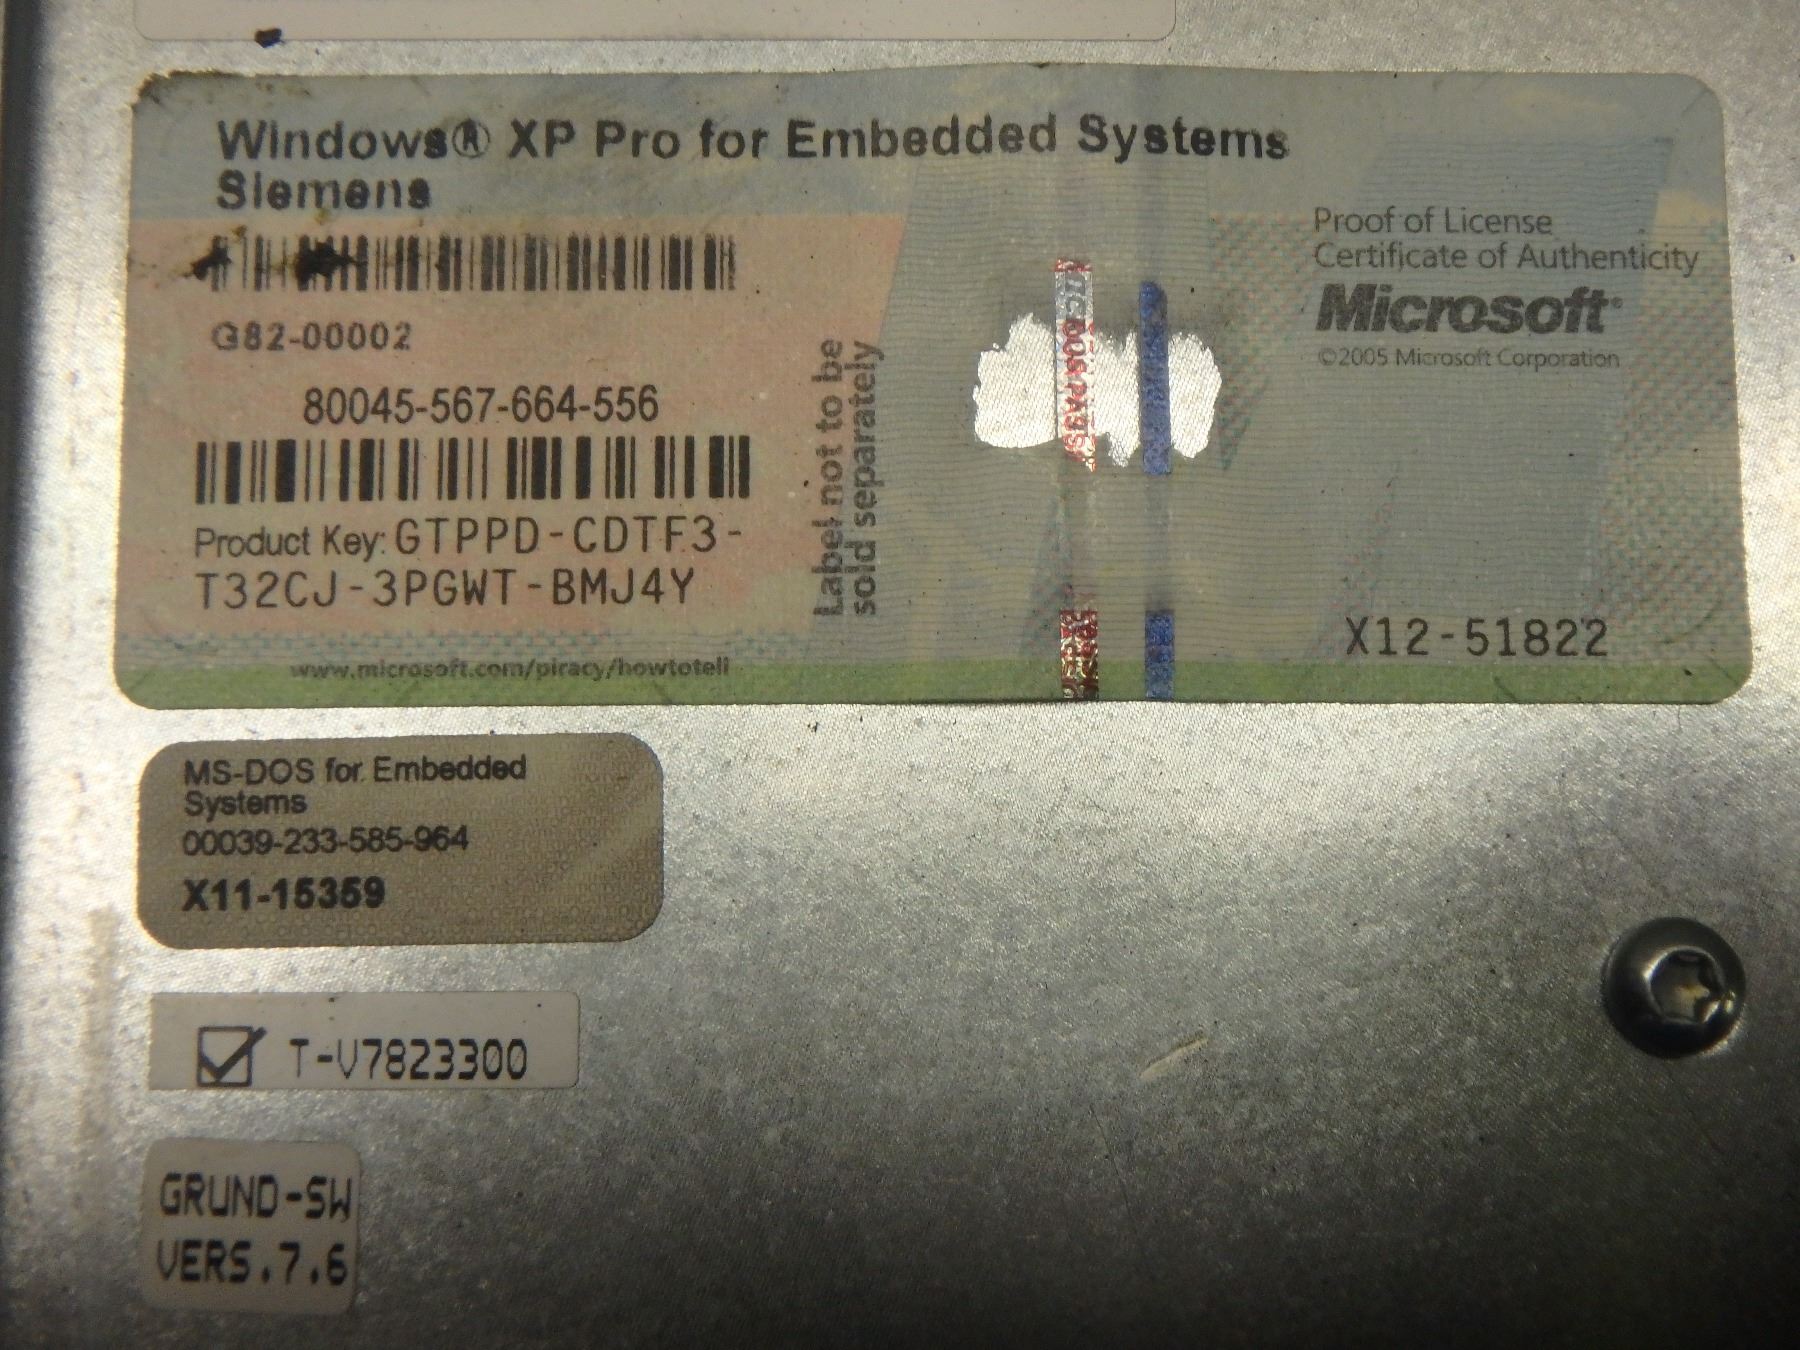 Windows® XP Pro for Embedded Systems
Siemens
G82-00002
80045-567-664-556
Product Key: GTPPD-CDTF3-
T32CJ-3PGWT-BMJ4Y
www.microsoft.com/piracy/howtotell
Label not to be
sold separately
Proof of License
Certificate of Authenticity
Microsoft®
©2005 Microsoft Corporation
X12-51822
MS-DOS for Embedded
Systems
00039-233-585-964
X11-15359
T-V7823300
GRUND-SW
VERS.7.6